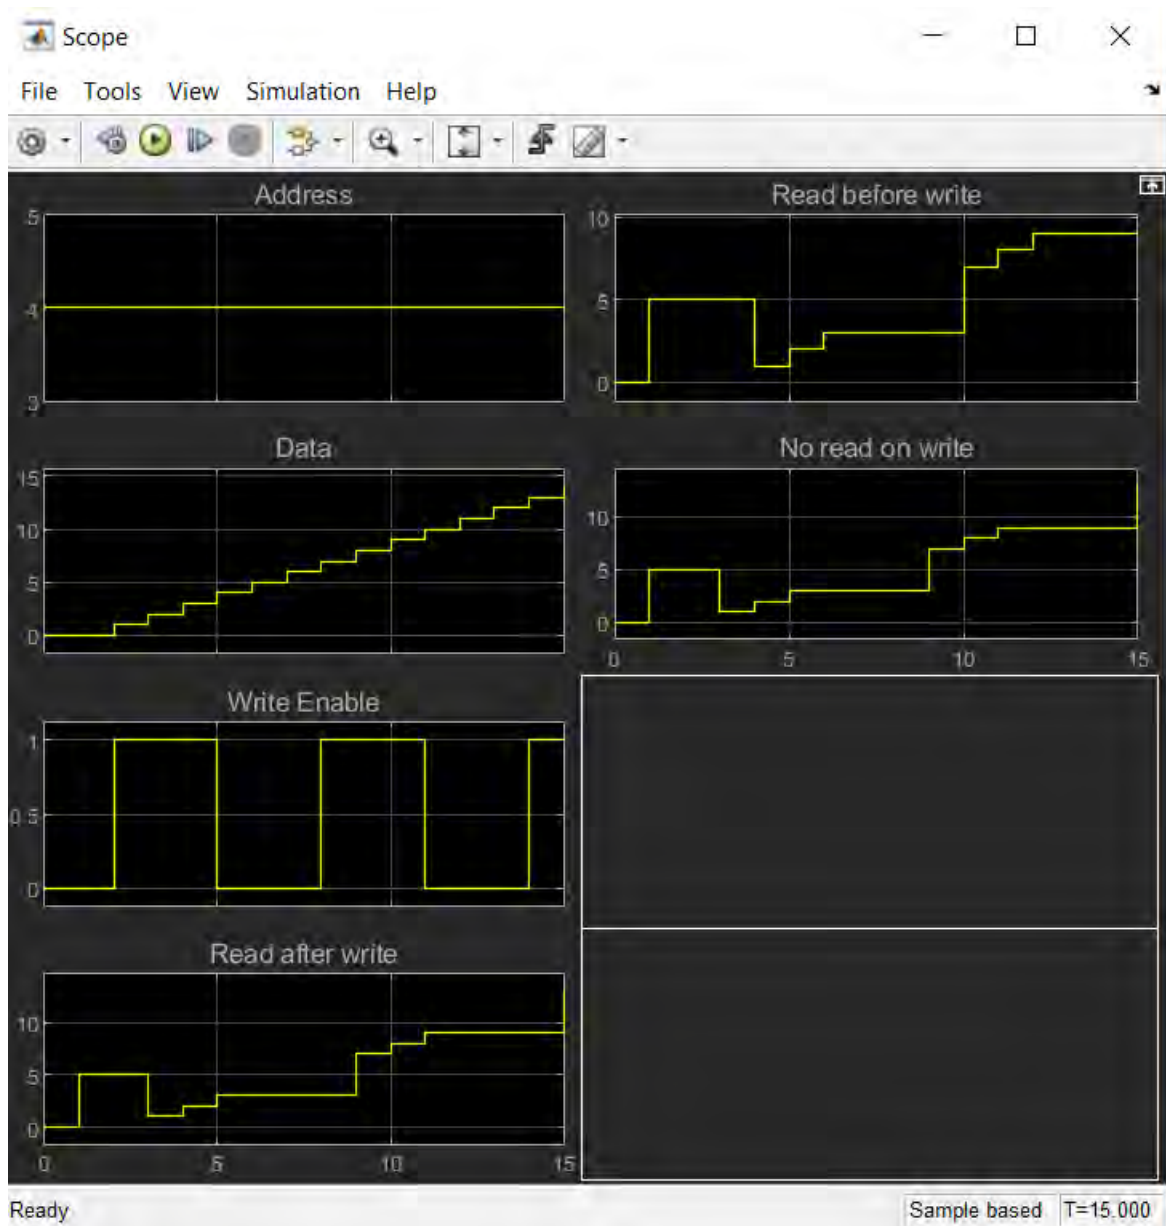 Scope
File Tools View Simulation Help
Address
5
4
3
Data
15
10
5
0
Write Enable
1
0.5
0
Read after write
10
5
0
0 5 10 15
Read before write
10
5
0
No read on write
10
5
0
0 5 10 15
Ready
Sample based T=15.000